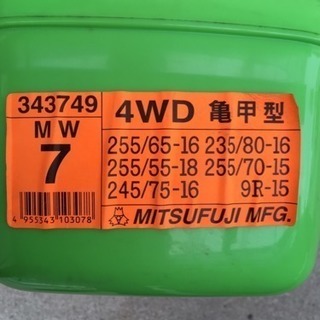 343749
MW
7
4 955343 103078
4WD 亀甲型
255/65-16 235/80-16
255/55-18 255/70-15
245/75-16 9R-15
MITSUFUJI MFG.